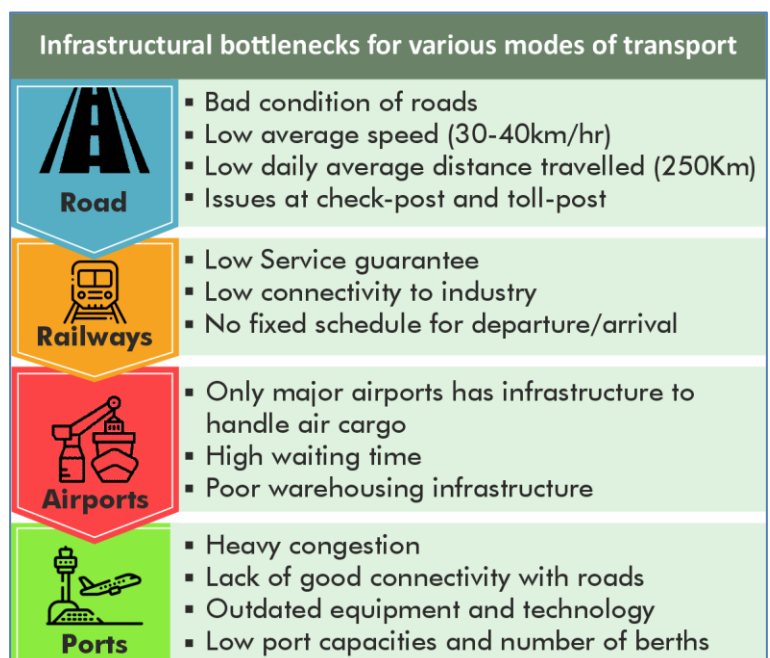 Infrastructural bottlenecks for various modes of transport
Road
▪ Bad condition of roads
▪ Low average speed (30-40km/hr)
▪ Low daily average distance travelled (250Km)
▪ Issues at check-post and toll-post
Railways
▪ Low Service guarantee
▪ Low connectivity to industry
▪ No fixed schedule for departure/arrival
Airports
▪ Only major airports has infrastructure to
handle air cargo
▪ High waiting time
▪ Poor warehousing infrastructure
Ports
▪ Heavy congestion
▪ Lack of good connectivity with roads
▪ Outdated equipment and technology
▪ Low port capacities and number of berths